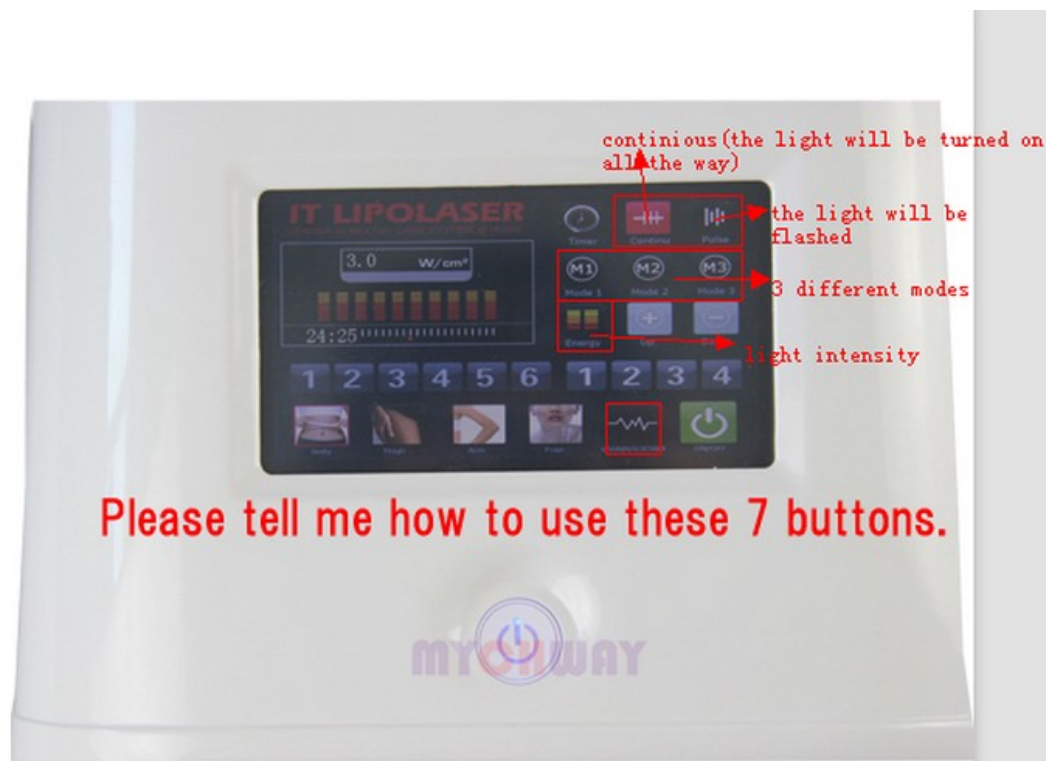 continious(the light will be turned on
all the way)
IT LIPOLASER
Timer
Continu
Pulse
the light will be
flashed
3.0 W/cm²
M1 M2 M3
Mode 1 Mode 2 Mode 3
3 different modes
24:25
Energy
Up
light intensity
1 2 3 4 5 6 1 2 3 4
Thigh
Arm
ON/OFF
Please tell me how to use these 7 buttons.
MYCHWAY